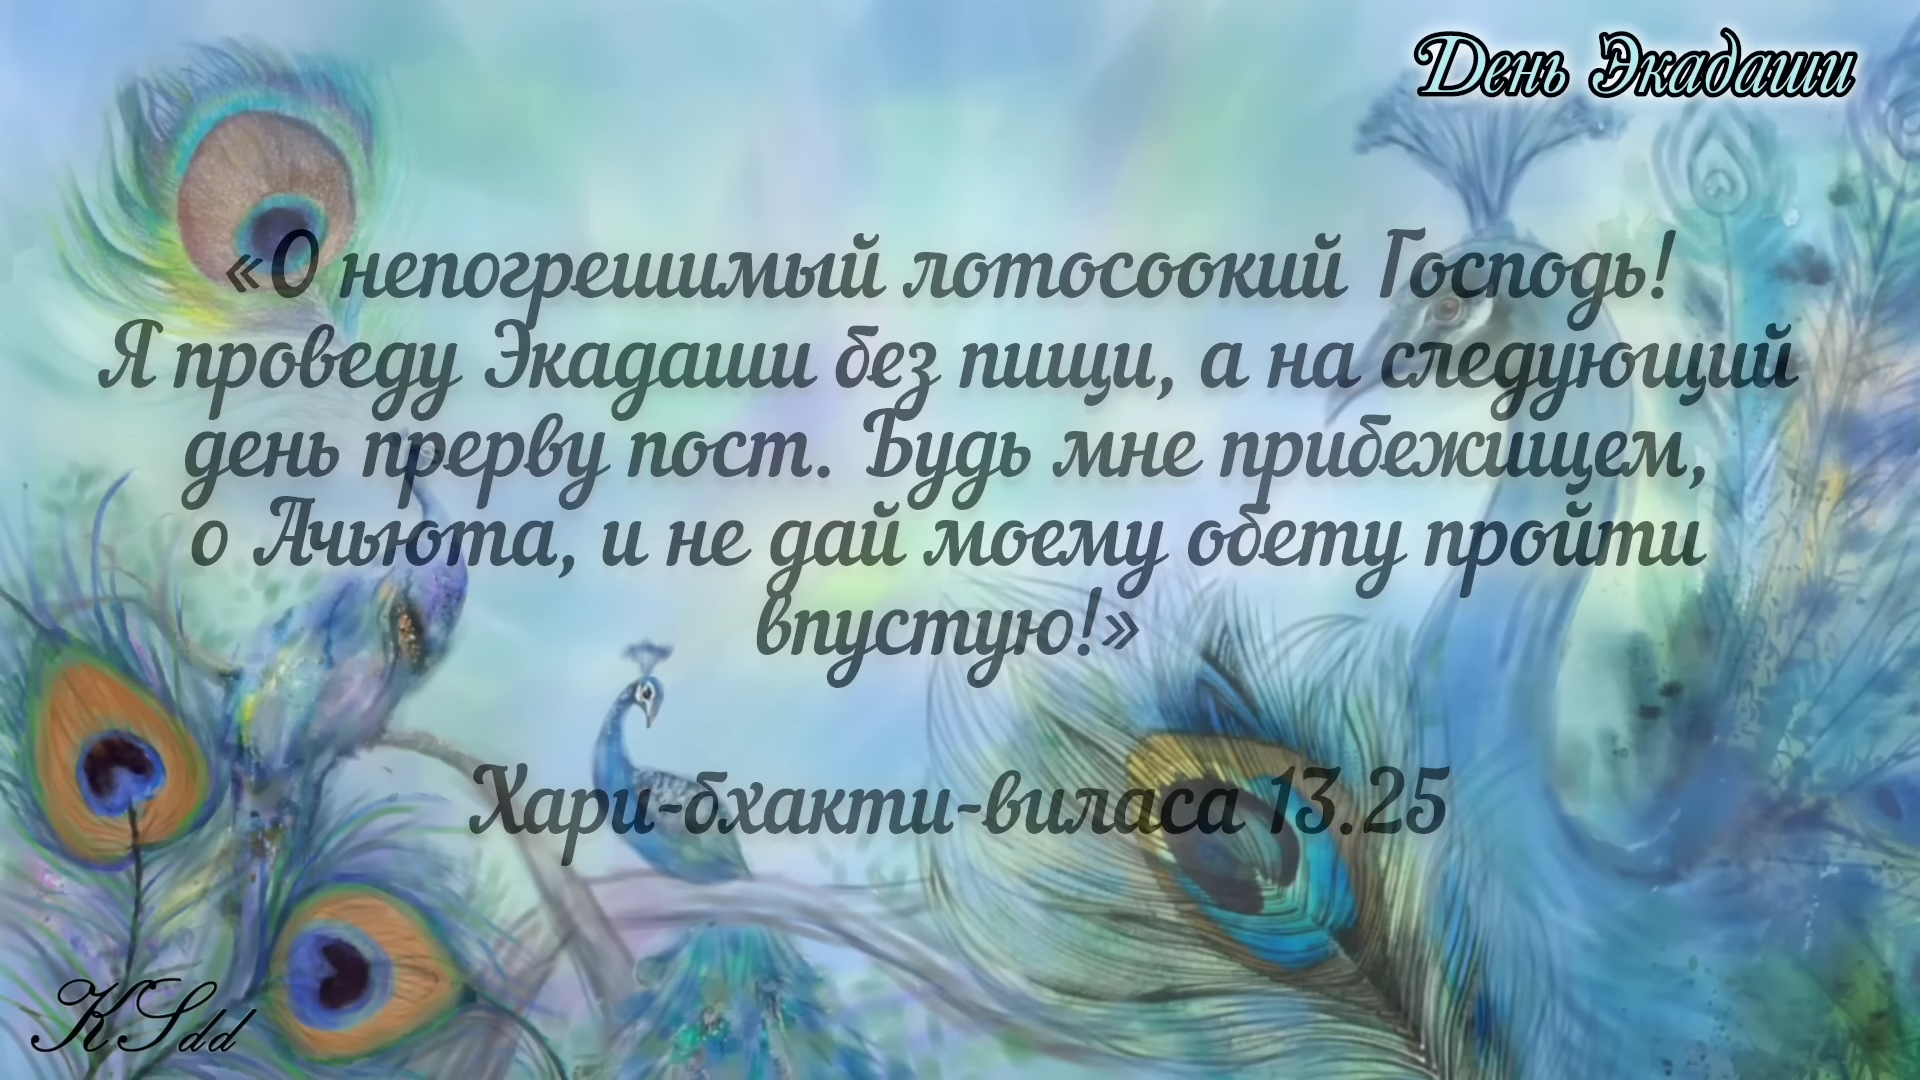 День Экадаши
«О непогрешимый лотосоокий Господь!
Я проведу Экадаши без пищи, а на следующий
день прерву пост. Будь мне прибежищем,
о Ачьюта, и не дай моему обету пройти
впустую!»
Хари-бхакти-виласа 13.25
KSdd